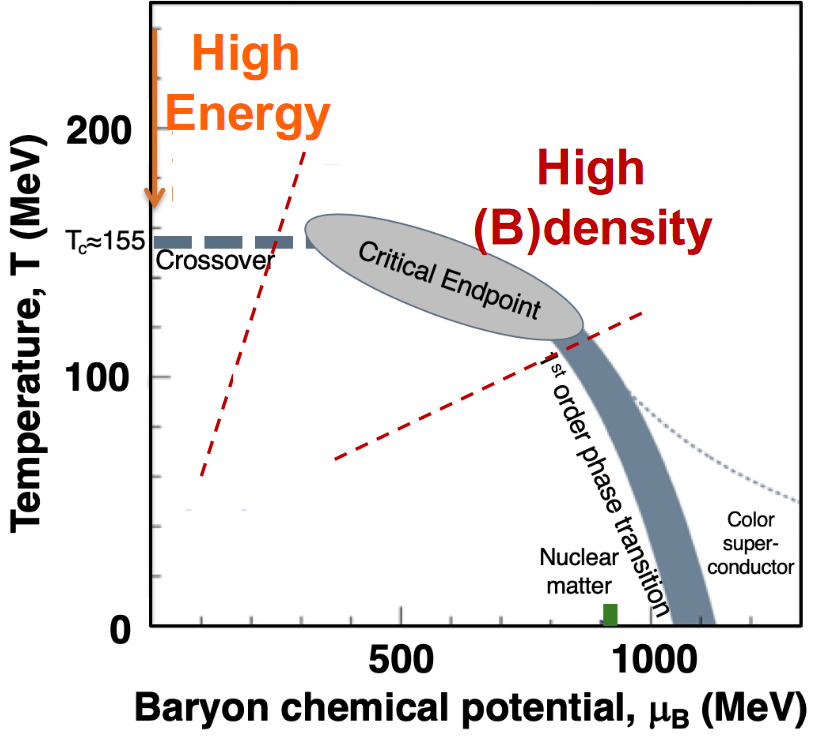 High
Energy
200
High
(B)density
Tc≈155
Crossover
Critical Endpoint
100
1st order phase transition
Color
super-
conductor
Nuclear
matter
0
500
1000
Temperature, T (MeV)
Baryon chemical potential, μB (MeV)